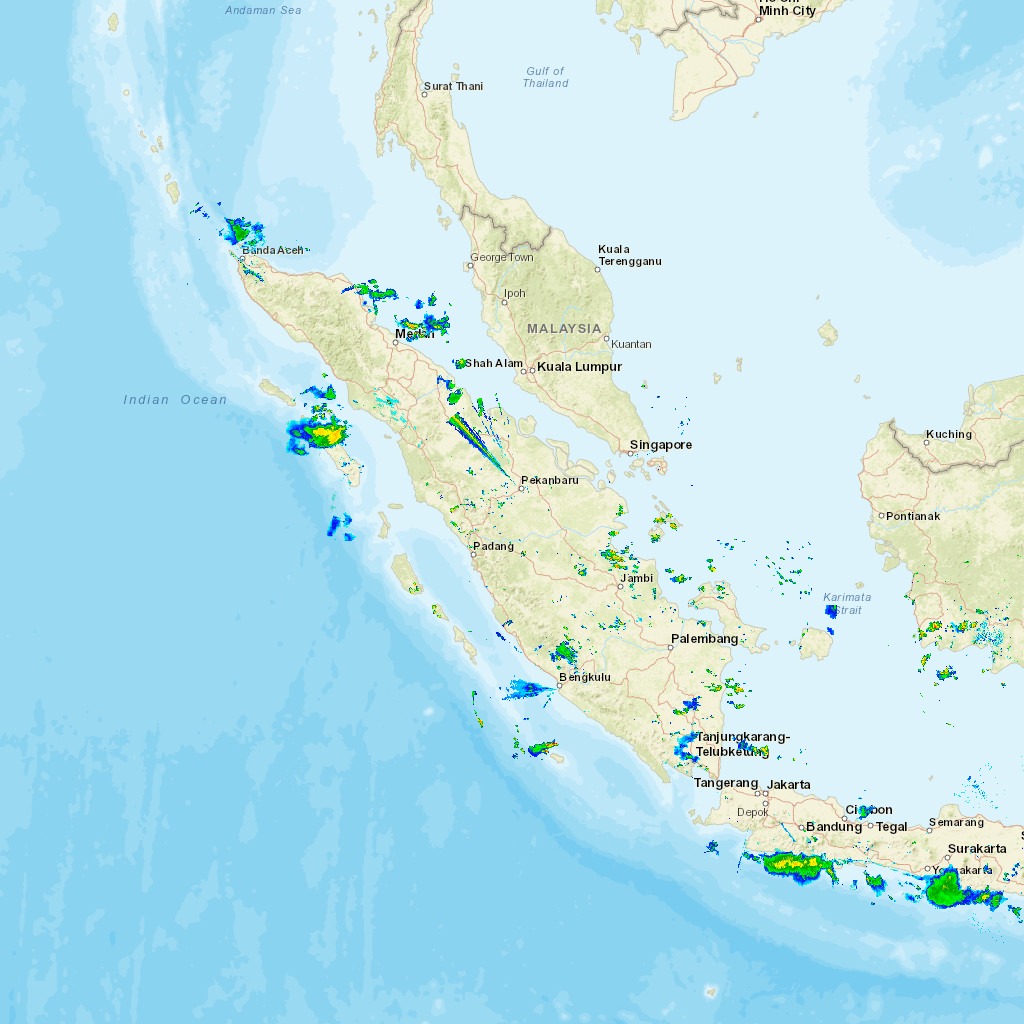 Andaman Sea
Minh City
Gulf of
Thailand
Surat Thani
Banda Aceh
George Town
Kuala
Terengganu
Ipoh
MALAYSIA
Medan
Kuantan
Shah Alam
Kuala Lumpur
Indian Ocean
Singapore
Kuching
Pekanbaru
Pontianak
Padang
Jambi
Karimata
Strait
Palembang
Bengkulu
Tanjungkarang-
Telubketung
Tangerang
Jakarta
Depok
Cirebon
Bandung
Tegal
Semarang
Surakarta
Yogyakarta